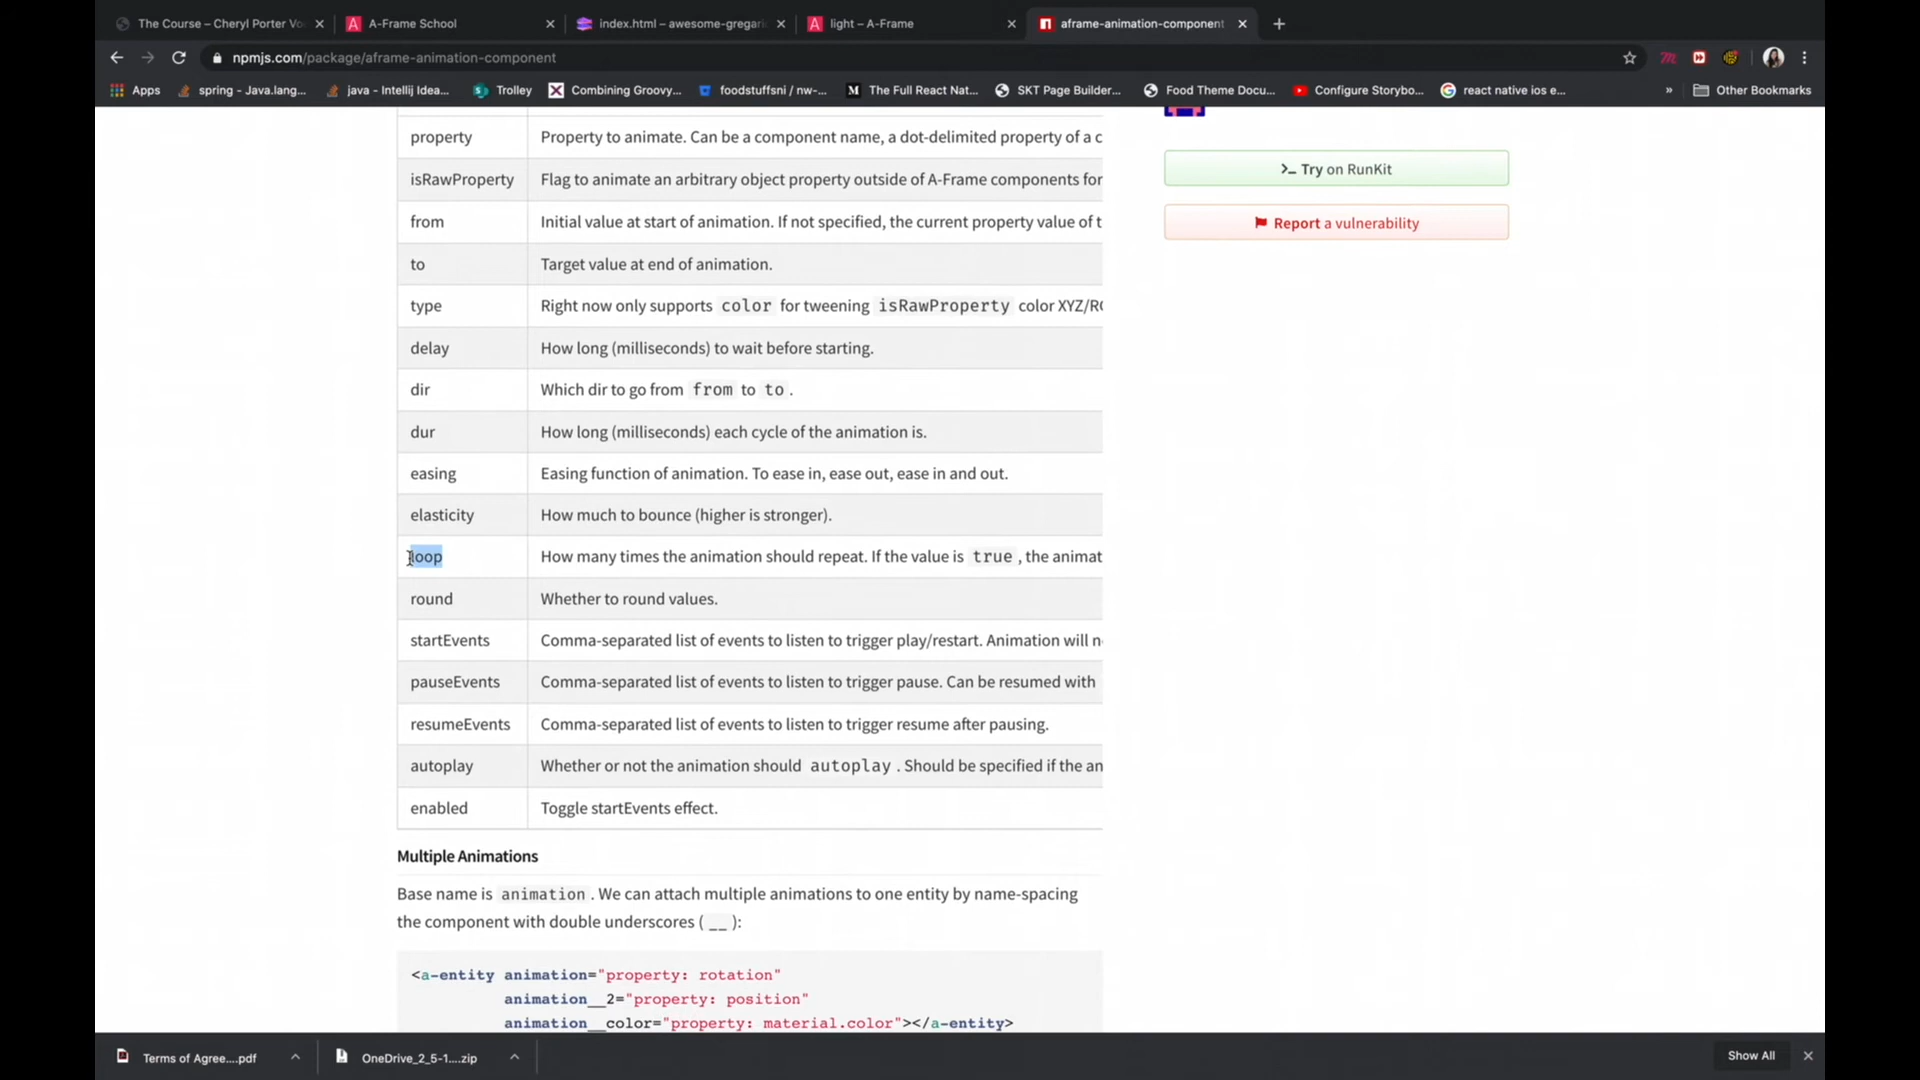 The Course – Cheryl Porter Vo
A-Frame School
index.html – awesome-gregari
light – A-Frame
aframe-animation-component
npmjs.com/package/aframe-animation-component
Apps
spring - Java.lang...
java - Intellij Idea...
Trolley
Combining Groovy...
foodstuffsni / nw-...
The Full React Nat...
SKT Page Builder...
Food Theme Docu...
Configure Storybo...
react native ios e...
»
Other Bookmarks
property Property to animate. Can be a component name, a dot-delimited property of a c
isRawProperty Flag to animate an arbitrary object property outside of A-Frame components for
from Initial value at start of animation. If not specified, the current property value of t
to Target value at end of animation.
type Right now only supports color for tweening isRawProperty color XYZ/RG
delay How long (milliseconds) to wait before starting.
dir Which dir to go from from to to .
dur How long (milliseconds) each cycle of the animation is.
easing Easing function of animation. To ease in, ease out, ease in and out.
elasticity How much to bounce (higher is stronger).
loop How many times the animation should repeat. If the value is true , the animat
round Whether to round values.
startEvents Comma-separated list of events to listen to trigger play/restart. Animation will n
pauseEvents Comma-separated list of events to listen to trigger pause. Can be resumed with
resumeEvents Comma-separated list of events to listen to trigger resume after pausing.
autoplay Whether or not the animation should autoplay . Should be specified if the an
enabled Toggle startEvents effect.
>_ Try on RunKit
Report a vulnerability
Multiple Animations
Base name is animation . We can attach multiple animations to one entity by name-spacing
the component with double underscores ( __ ):
<a-entity animation="property: rotation"
animation__2="property: position"
animation__color="property: material.color"></a-entity>
Terms of Agree....pdf
OneDrive_2_5-1....zip
Show All